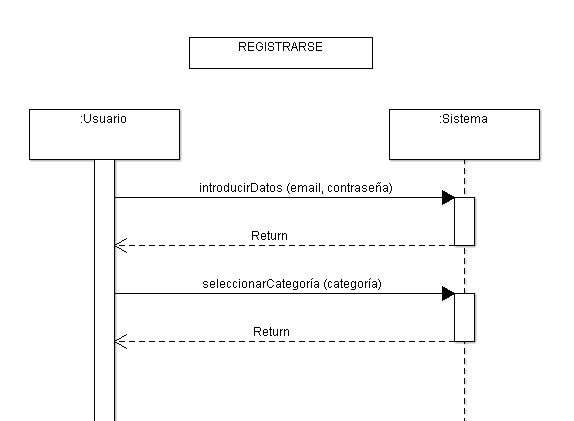 REGISTRARSE
:Usuario
:Sistema
introducirDatos (email, contraseña)
Return
seleccionarCategoría (categoría)
Return